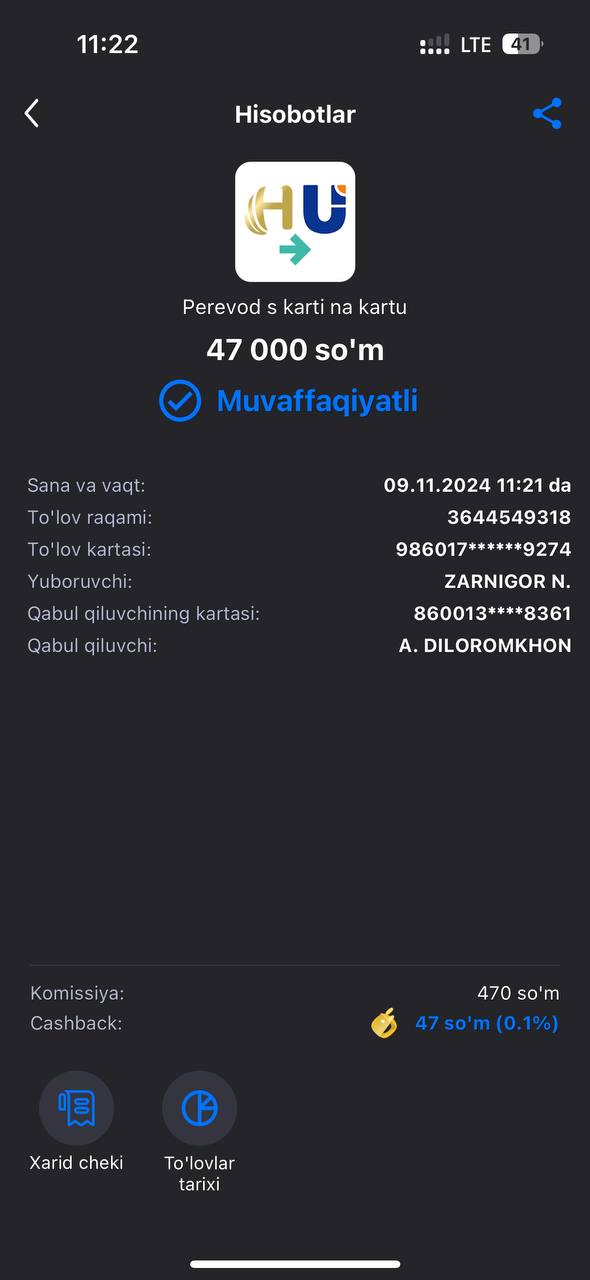 11:22 LTE 41
Hisobotlar
HU
Perevod s karti na kartu
47 000 so'm
Muvaffaqiyatli
Sana va vaqt: 09.11.2024 11:21 da
To'lov raqami: 3644549318
To'lov kartasi: 986017******9274
Yuboruvchi: ZARNIGOR N.
Qabul qiluvchining kartasi: 860013****8361
Qabul qiluvchi: A. DILOROMKHON
Komissiya: 470 so'm
Cashback: 47 so'm (0.1%)
Xarid cheki
To'lovlar
tarixi